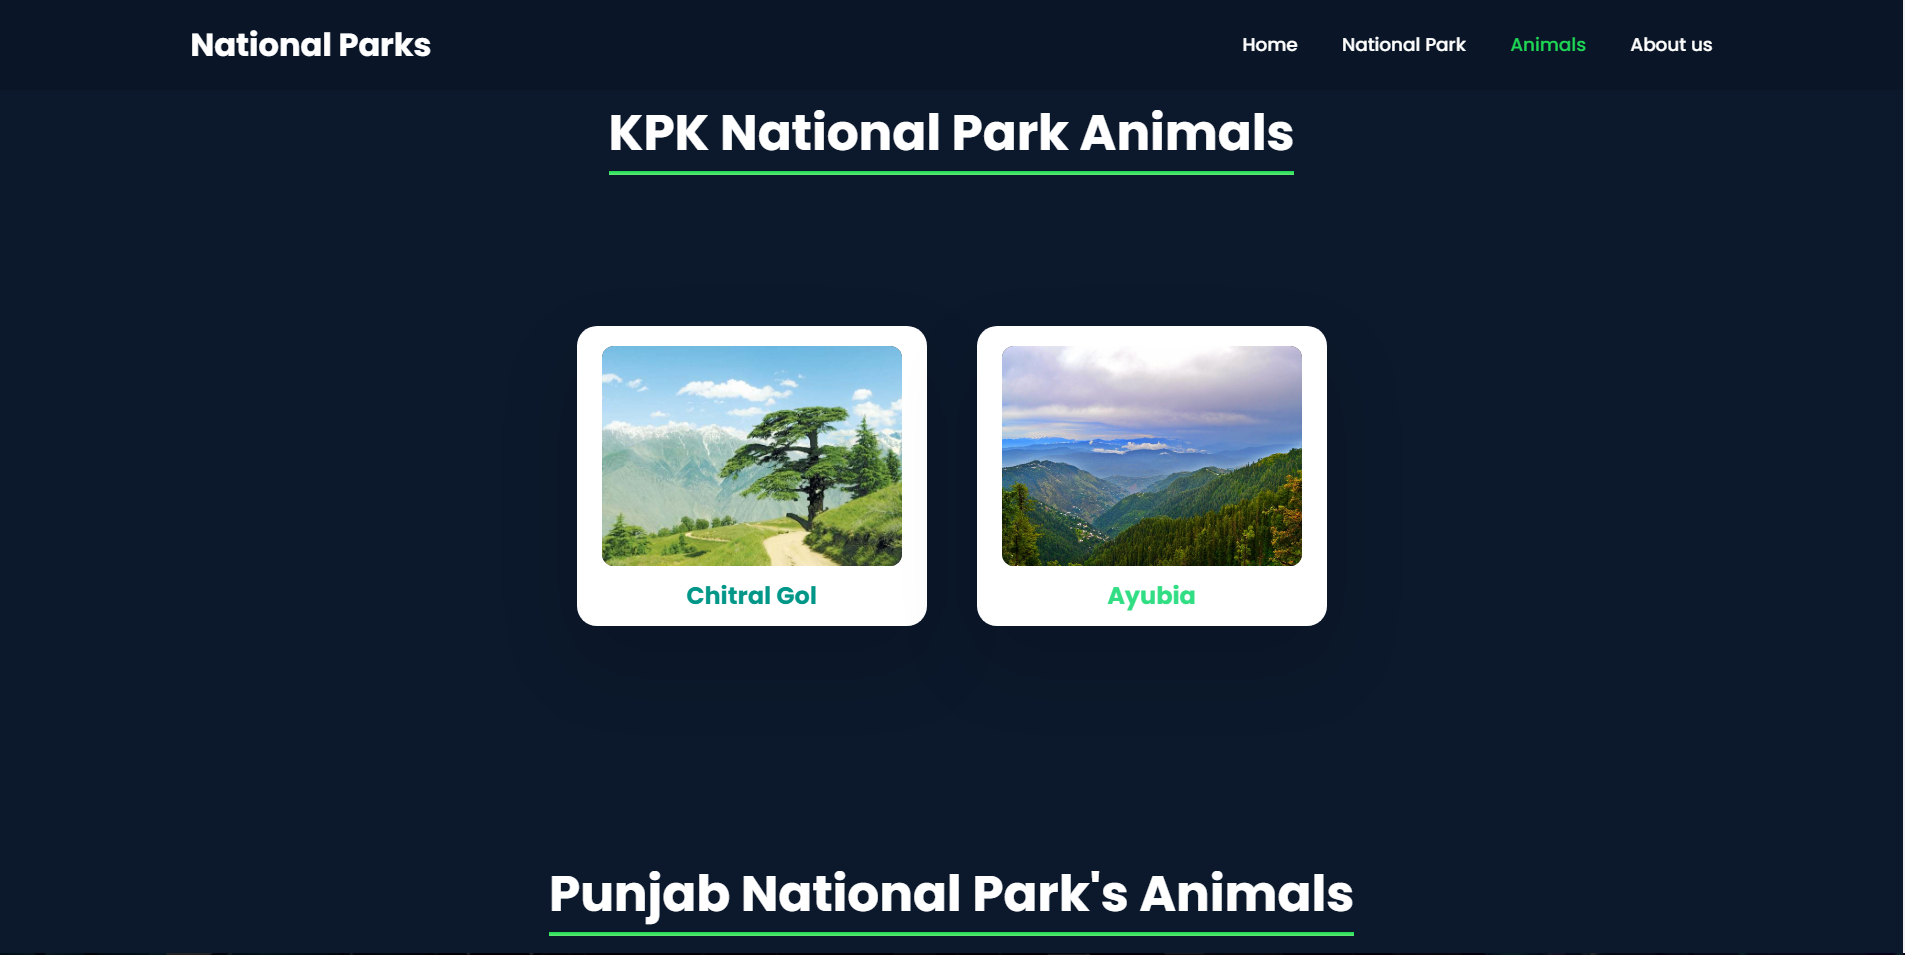 National Parks
Home National Park Animals About us
KPK National Park Animals
Chitral Gol
Ayubia
Punjab National Park's Animals